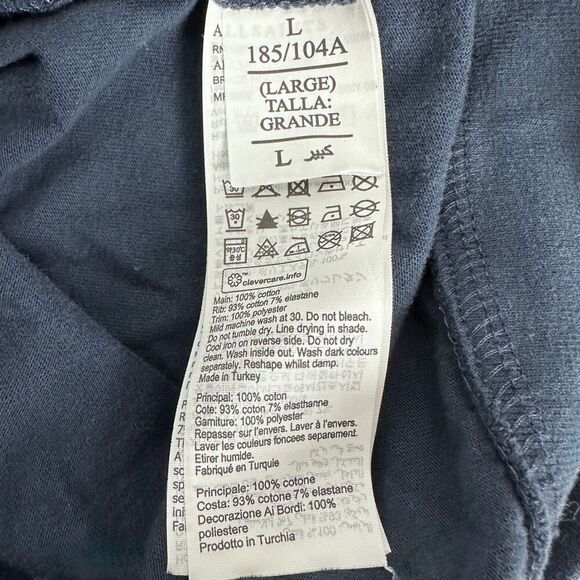 L
185/104A
(LARGE)
TALLA:
GRANDE
L كبير
ALLSAINTS
30
30
clevercare.info
Main: 100% cotton
Rib: 93% cotton 7% elastane
Trim: 100% polyester
Mild machine wash at 30. Do not bleach.
Do not tumble dry. Line drying in shade.
Cool iron on reverse side. Do not dry
clean. Wash inside out. Wash dark colours
separately. Reshape whilst damp.
Made in Turkey
Principal: 100% coton
Cote: 93% coton 7% elasthanne
Garniture: 100% polyester
Repasser sur l'envers. Laver à l'envers.
Laver les couleurs foncées separement.
Etirer humide.
Fabriqué en Turquie
Principale: 100% cotone
Costa: 93% cotone 7% elastane
Decorazione Ai Bordi: 100%
poliestere
Prodotto in Turchia